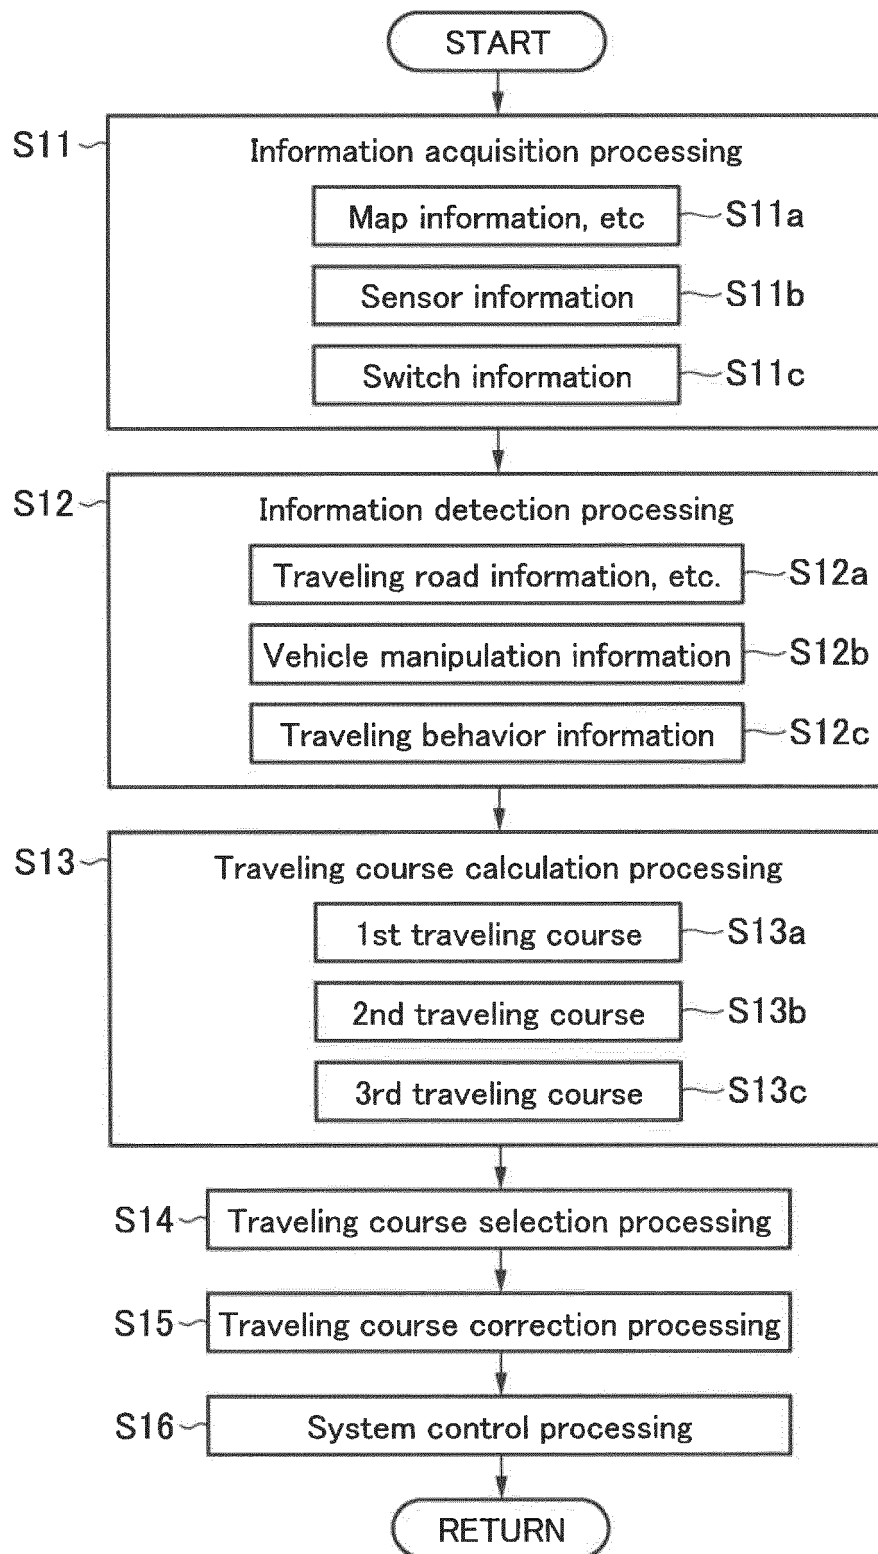 START
S11
Information acquisition processing
Map information, etc
S11a
Sensor information
S11b
Switch information
S11c
S12
Information detection processing
Traveling road information, etc.
S12a
Vehicle manipulation information
S12b
Traveling behavior information
S12c
S13
Traveling course calculation processing
1st traveling course
S13a
2nd traveling course
S13b
3rd traveling course
S13c
S14
Traveling course selection processing
S15
Traveling course correction processing
S16
System control processing
RETURN